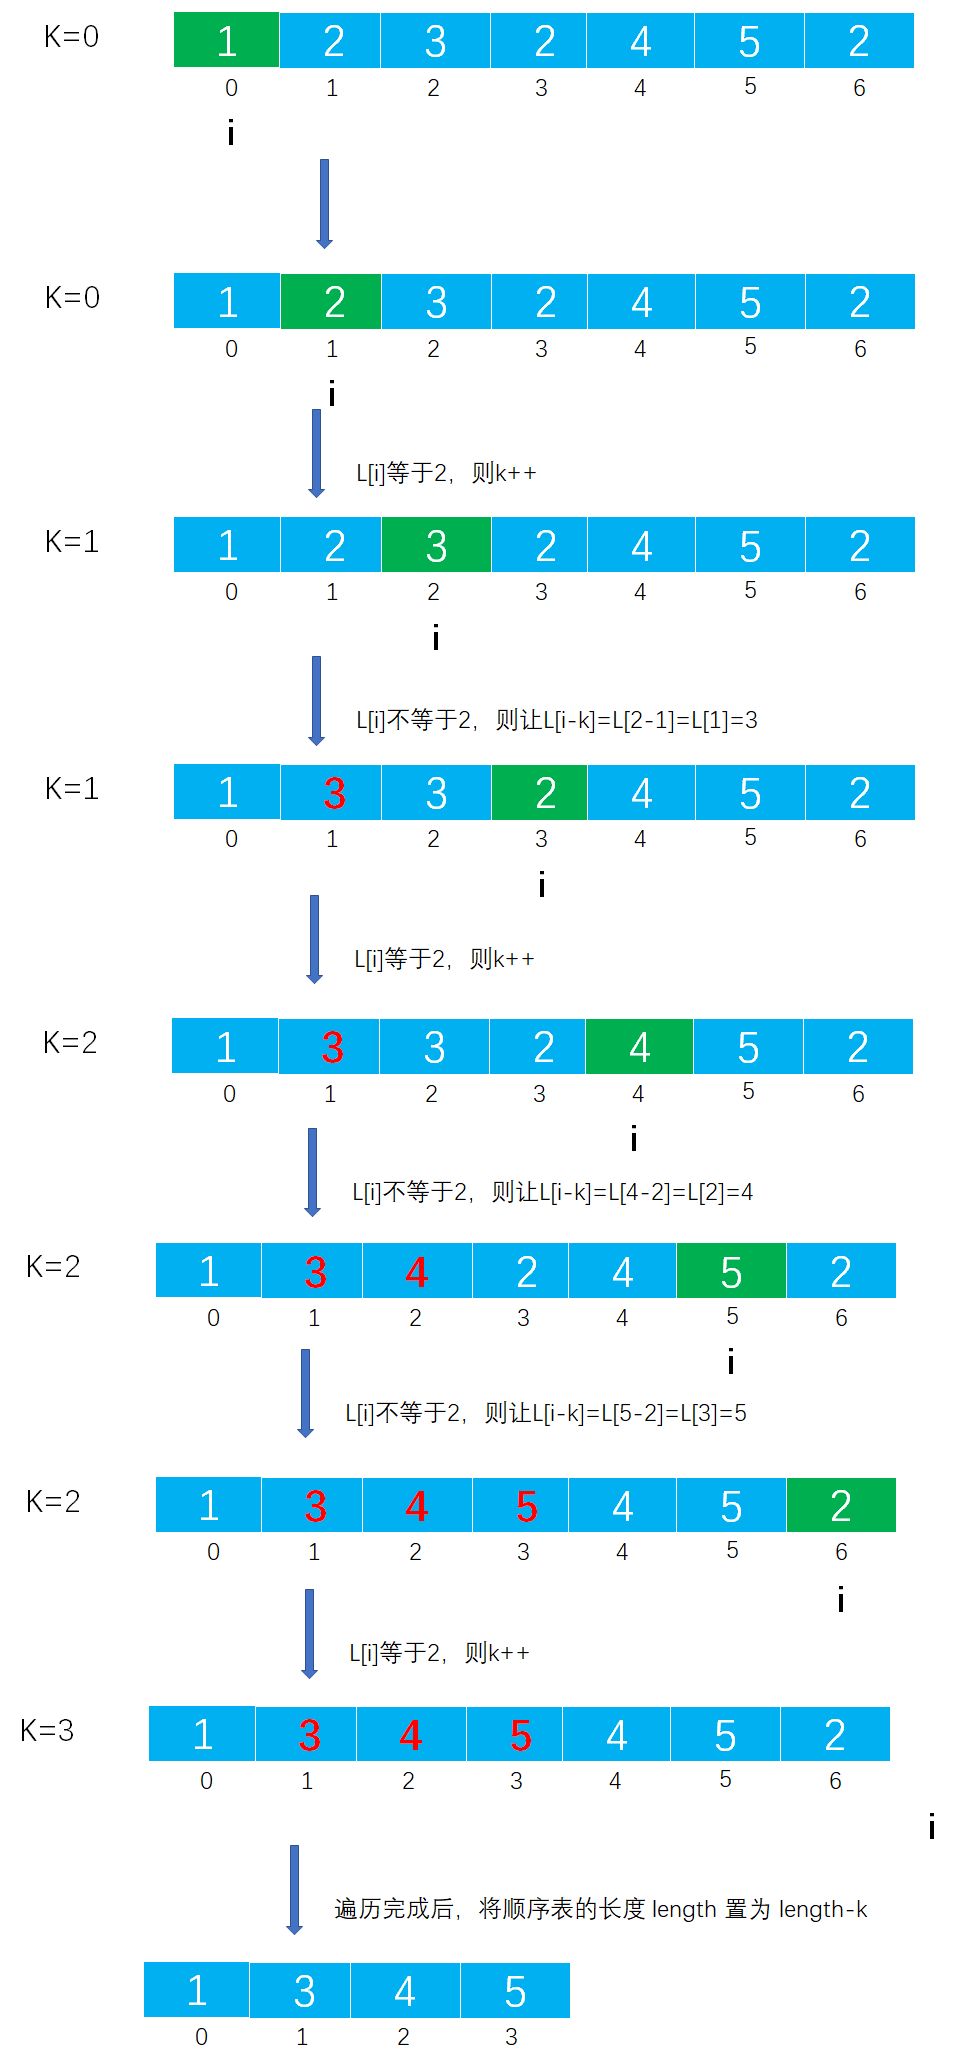 K=0 1 2 3 2 4 5 2
0 1 2 3 4 5 6
i
K=0 1 2 3 2 4 5 2
0 1 2 3 4 5 6
i
L[i]等于2，则k++
K=1 1 2 3 2 4 5 2
0 1 2 3 4 5 6
i
L[i]不等于2，则让L[i-k]=L[2-1]=L[1]=3
K=1 1 3 3 2 4 5 2
0 1 2 3 4 5 6
i
L[i]等于2，则k++
K=2 1 3 3 2 4 5 2
0 1 2 3 4 5 6
i
L[i]不等于2，则让L[i-k]=L[4-2]=L[2]=4
K=2 1 3 4 2 4 5 2
0 1 2 3 4 5 6
i
L[i]不等于2，则让L[i-k]=L[5-2]=L[3]=5
K=2 1 3 4 5 4 5 2
0 1 2 3 4 5 6
i
L[i]等于2，则k++
K=3 1 3 4 5 4 5 2
0 1 2 3 4 5 6
i
遍历完成后，将顺序表的长度 length 置为 length-k
1 3 4 5
0 1 2 3